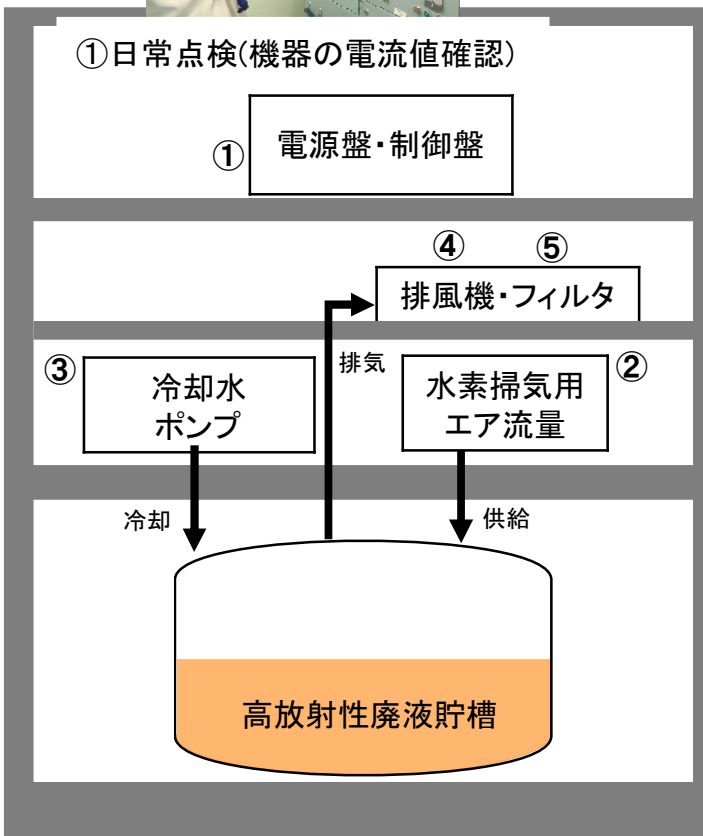 ①日常点検(機器の電流値確認)
①
電源盤・制御盤
④ ⑤
排風機・フィルタ
③
冷却水
ポンプ
排気
水素掃気用
エア流量
②
冷却
供給
高放射性廃液貯槽